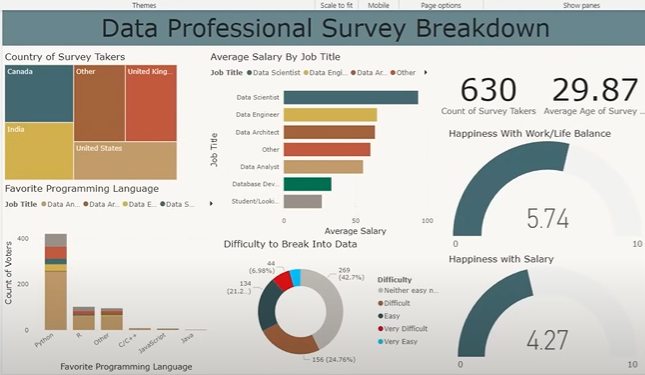 Themes
Scale to fit
Mobile
Page options
Show panes
Data Professional Survey Breakdown
Country of Survey Takers
Canada
Other
United King...
India
United States
Favorite Programming Language
Job Title
Data An...
Data Ar...
Data E...
Data S...
Count of Voters
400
200
0
Python
R
Other
C/C++
JavaScript
Java
Favorite Programming Language
Average Salary By Job Title
Job Title
Data Scientist
Data Engi...
Data Ar...
Other
Job Title
Data Scientist
Data Engineer
Data Architect
Other
Data Analyst
Database Dev...
Student/Looki...
0
50
100
Average Salary
Difficulty to Break Into Data
44
(6.98%)
134
(21.2...)
269
(42.7%)
156 (24.76%)
Difficulty
Neither easy n...
Difficult
Easy
Very Difficult
Very Easy
630
Count of Survey Takers
29.87
Average Age of Survey ...
Happiness With Work/Life Balance
5.74
0
10
Happiness with Salary
4.27
0
10